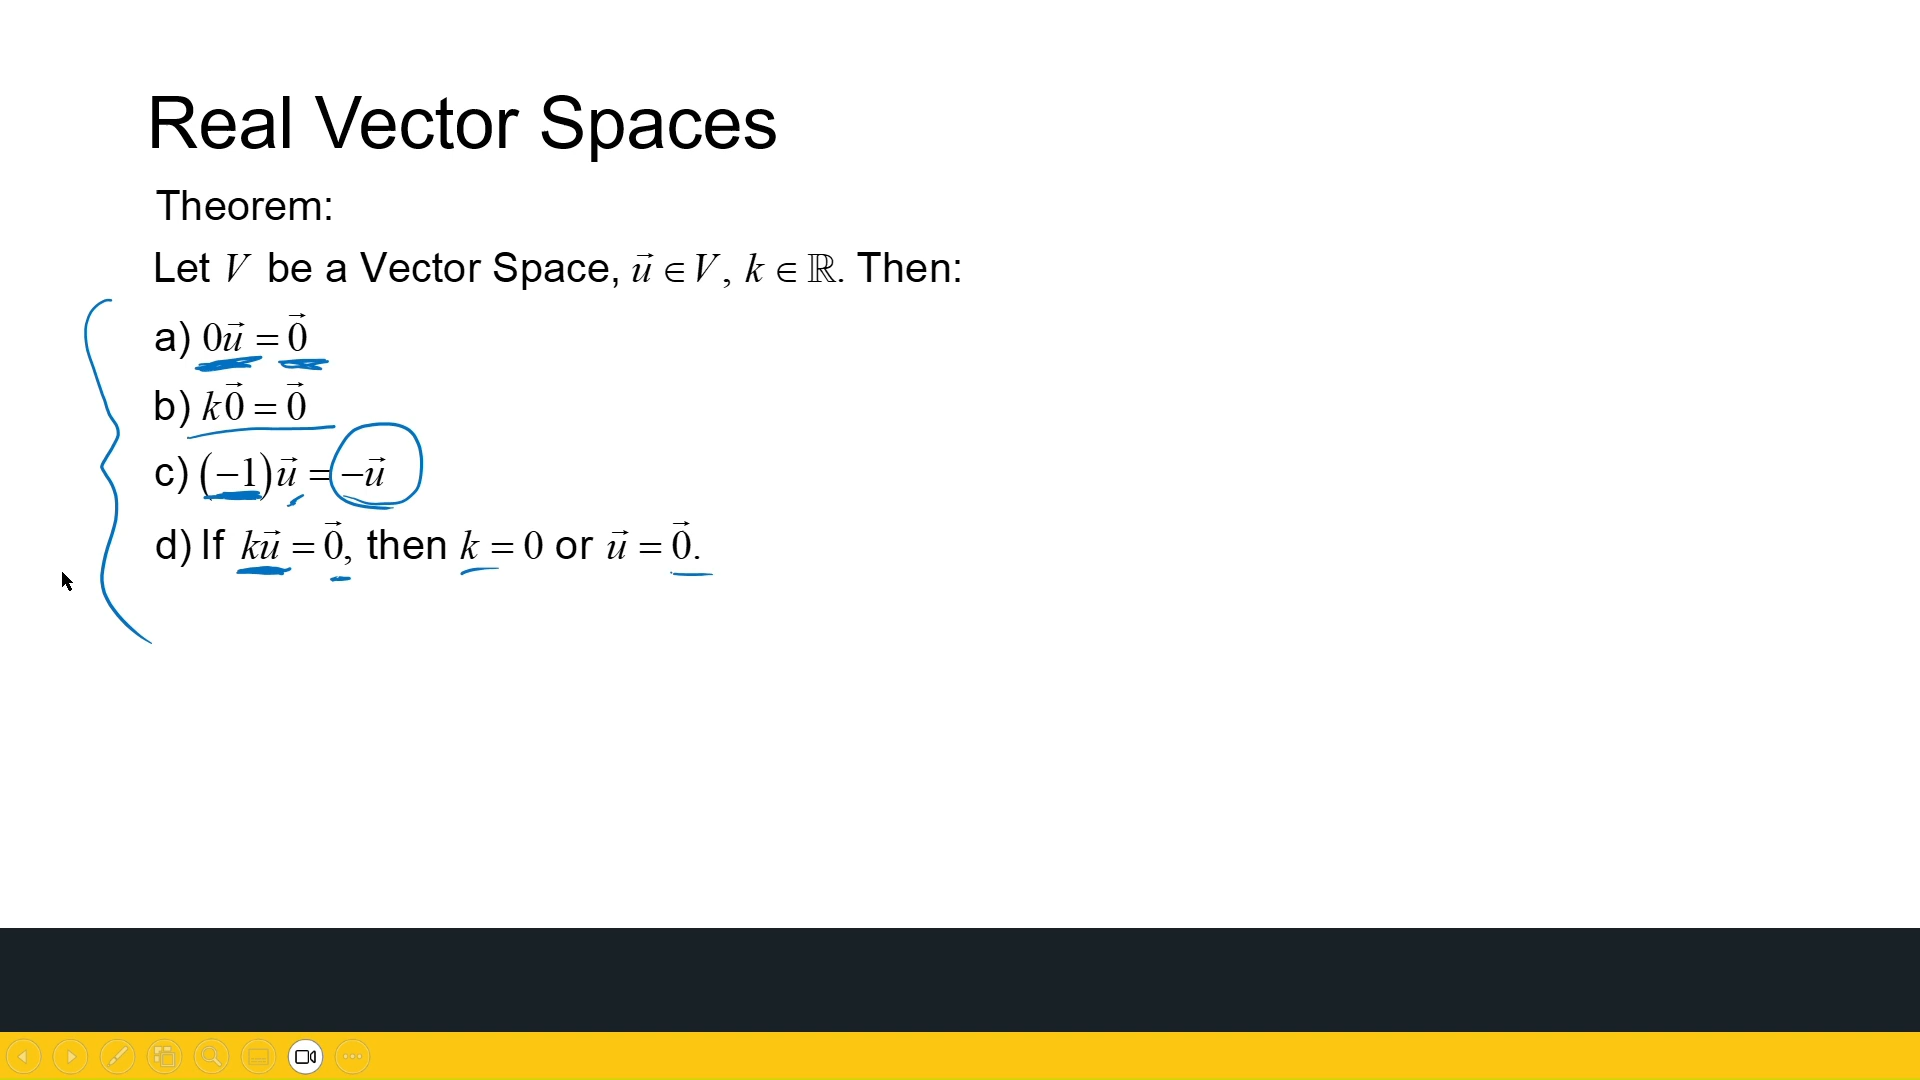 Real Vector Spaces
Theorem:
Let V be a Vector Space, u⃗ ∈ V, k ∈ ℝ. Then:
a) 0u⃗ = 0⃗
b) k0⃗ = 0⃗
c) (−1)u⃗ = −u⃗
d) If ku⃗ = 0⃗, then k = 0 or u⃗ = 0⃗.